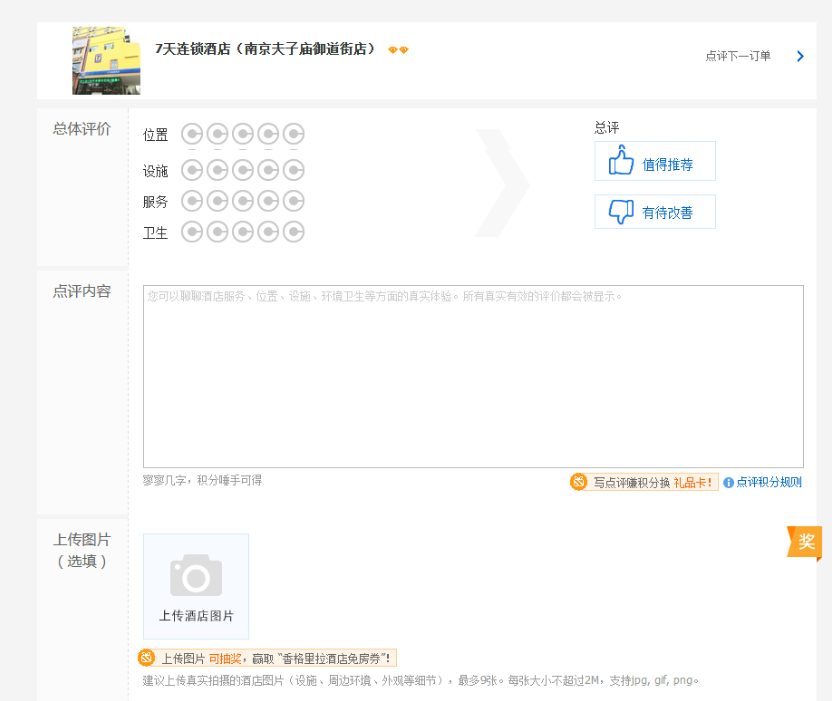 7天连锁酒店（南京夫子庙御道街店）
点评下一订单
总体评价
位置
设施
服务
卫生
总评
值得推荐
有待改善
点评内容
您可以聊聊酒店服务、位置、设施、环境卫生等方面的真实体验。所有真实有效的评价都会被显示。
寥寥几字，积分唾手可得
写点评赚积分换 礼品卡！
点评积分规则
上传图片
（选填）
奖
上传酒店图片
上传图片 可抽奖，赢取“香格里拉酒店免房券”！
建议上传真实拍摄的酒店图片（设施、周边环境、外观等细节），最多9张。每张大小不超过2M，支持jpg, gif, png。